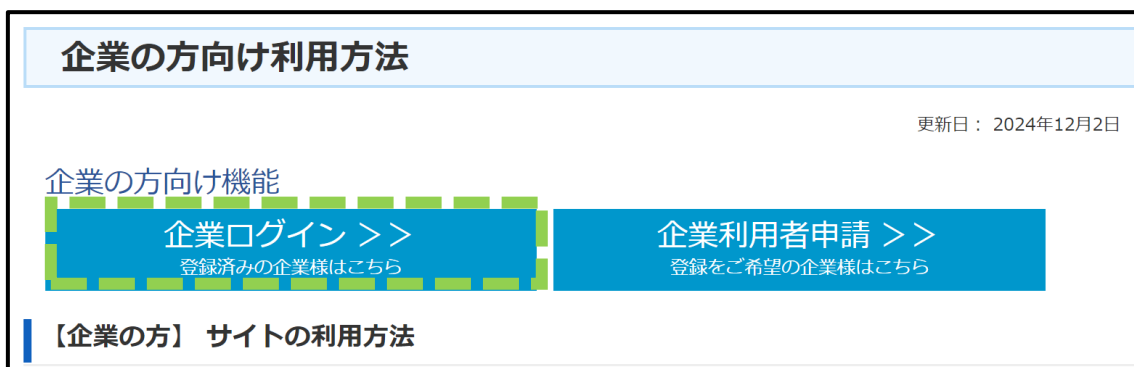 企業の方向け利用方法
更新日： 2024年12月2日
企業の方向け機能
企業ログイン >>
登録済みの企業様はこちら
企業利用者申請 >>
登録をご希望の企業様はこちら
【企業の方】 サイトの利用方法